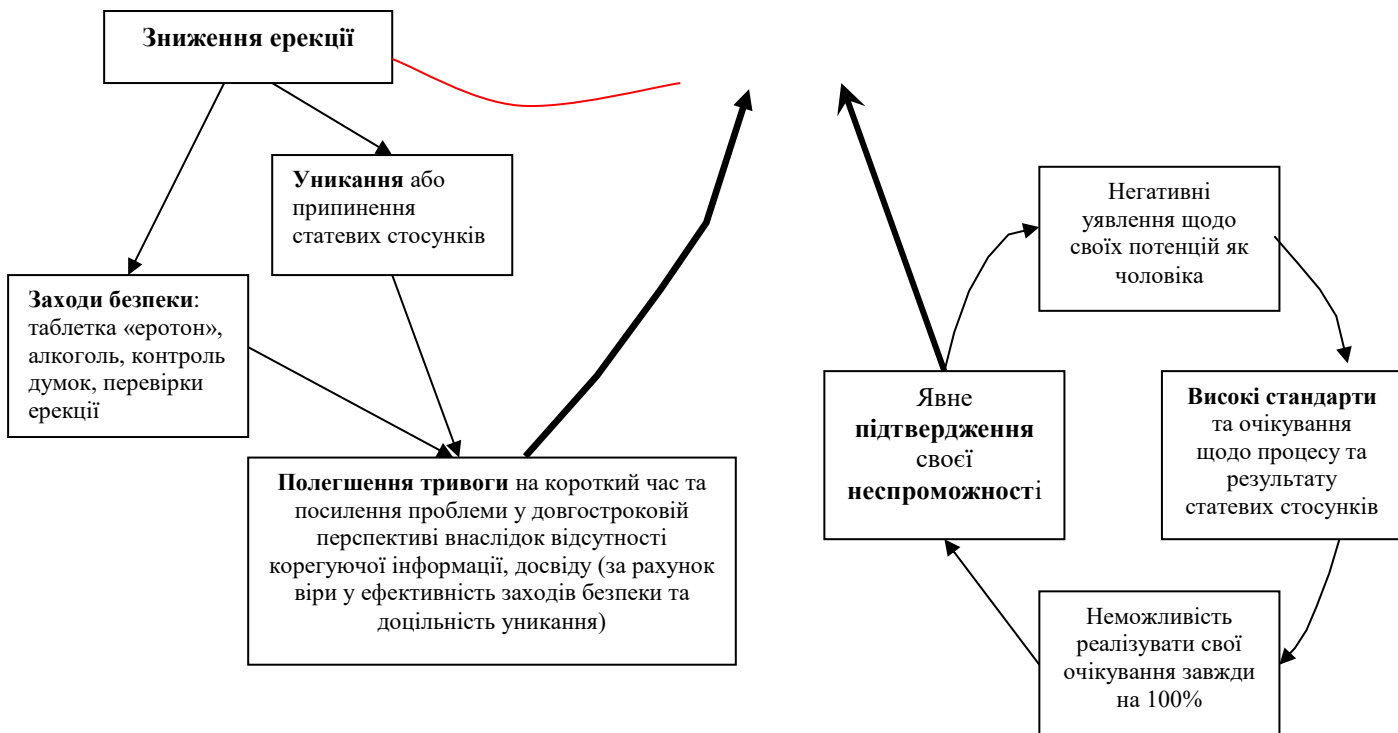 Зниження ерекції
Уникання або
припинення
статевих стосунків
Заходи безпеки:
таблетка «еротон»,
алкоголь, контроль
думок, перевірки
ерекції
Полегшення тривоги на короткий час та
посилення проблеми у довгостроковій
перспективі внаслідок відсутності
корегуючої інформації, досвіду (за рахунок
віри у ефективність заходів безпеки та
доцільність уникання)
Негативні
уявлення щодо
своїх потенцій як
чоловіка
Явне
підтвердження
своєї
неспроможності
Високі стандарти
та очікування
щодо процесу та
результату
статевих стосунків
Неможливість
реалізувати свої
очікування завжди
на 100%